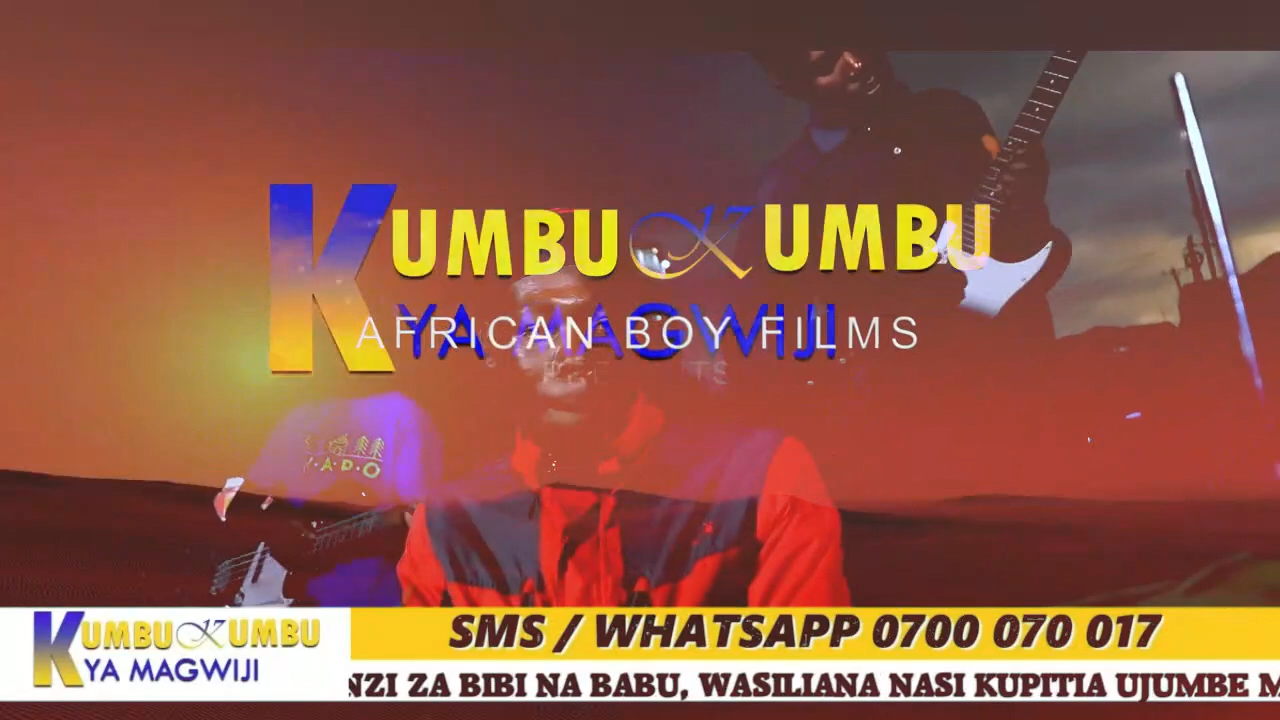 KUMBU KUMBU
YA MAGWIJI
AFRICAN BOY FILMS
Y.A.D.O
KUMBU KUMBU
YA MAGWIJI
SMS / WHATSAPP 0700 070 017
NZI ZA BIBI NA BABU, WASILIANA NASI KUPITIA UJUMBE M